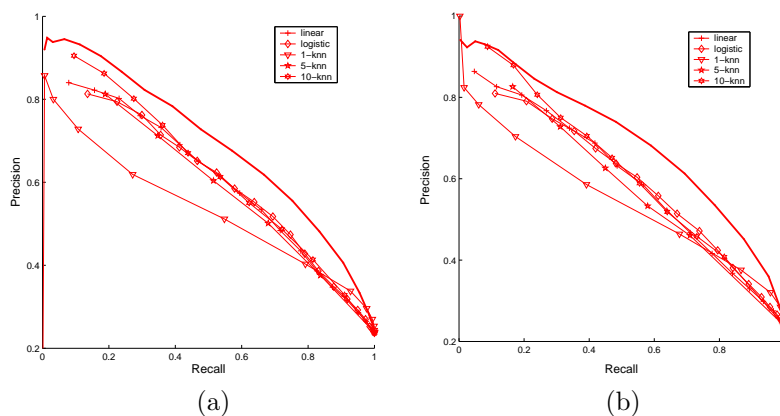 1
0.8
0.6
0.4
0.2
0
0.2
0.4
0.6
0.8
1
Precision
Recall
linear
logistic
1-knn
5-knn
10-knn
(a)
1
0.8
0.6
0.4
0.2
0
0.2
0.4
0.6
0.8
Precision
Recall
linear
logistic
1-knn
5-knn
10-knn
(b)